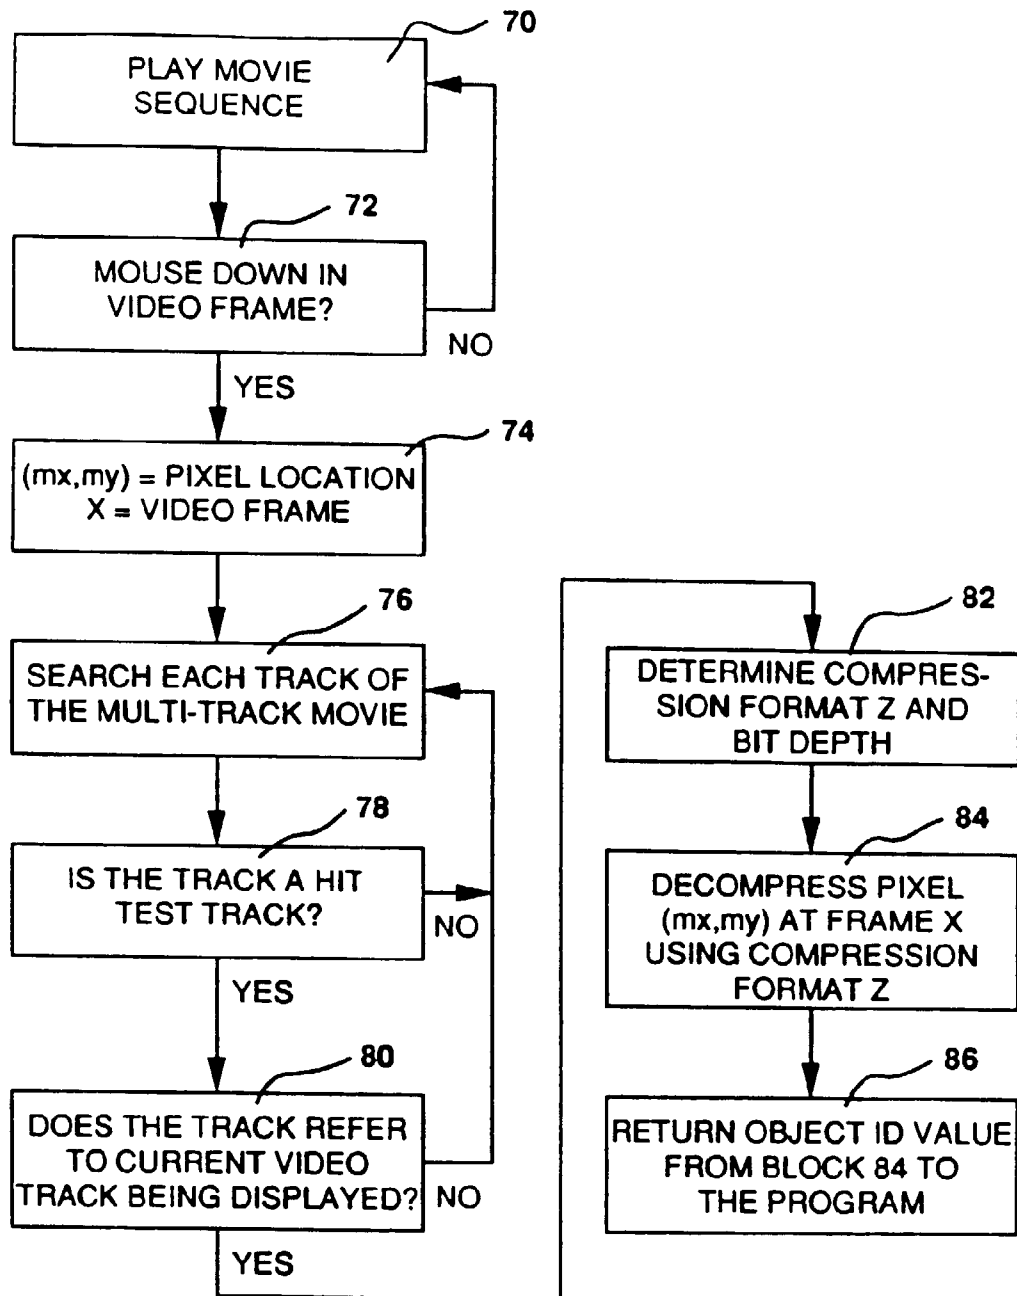 70
PLAY MOVIE
SEQUENCE
72
MOUSE DOWN IN
VIDEO FRAME?
NO
YES
74
(mx,my) = PIXEL LOCATION
X = VIDEO FRAME
76
SEARCH EACH TRACK OF
THE MULTI-TRACK MOVIE
78
IS THE TRACK A HIT
TEST TRACK?
NO
YES
80
DOES THE TRACK REFER
TO CURRENT VIDEO
TRACK BEING DISPLAYED?
NO
YES
82
DETERMINE COMPRES-
SION FORMAT Z AND
BIT DEPTH
84
DECOMPRESS PIXEL
(mx,my) AT FRAME X
USING COMPRESSION
FORMAT Z
86
RETURN OBJECT ID VALUE
FROM BLOCK 84 TO
THE PROGRAM